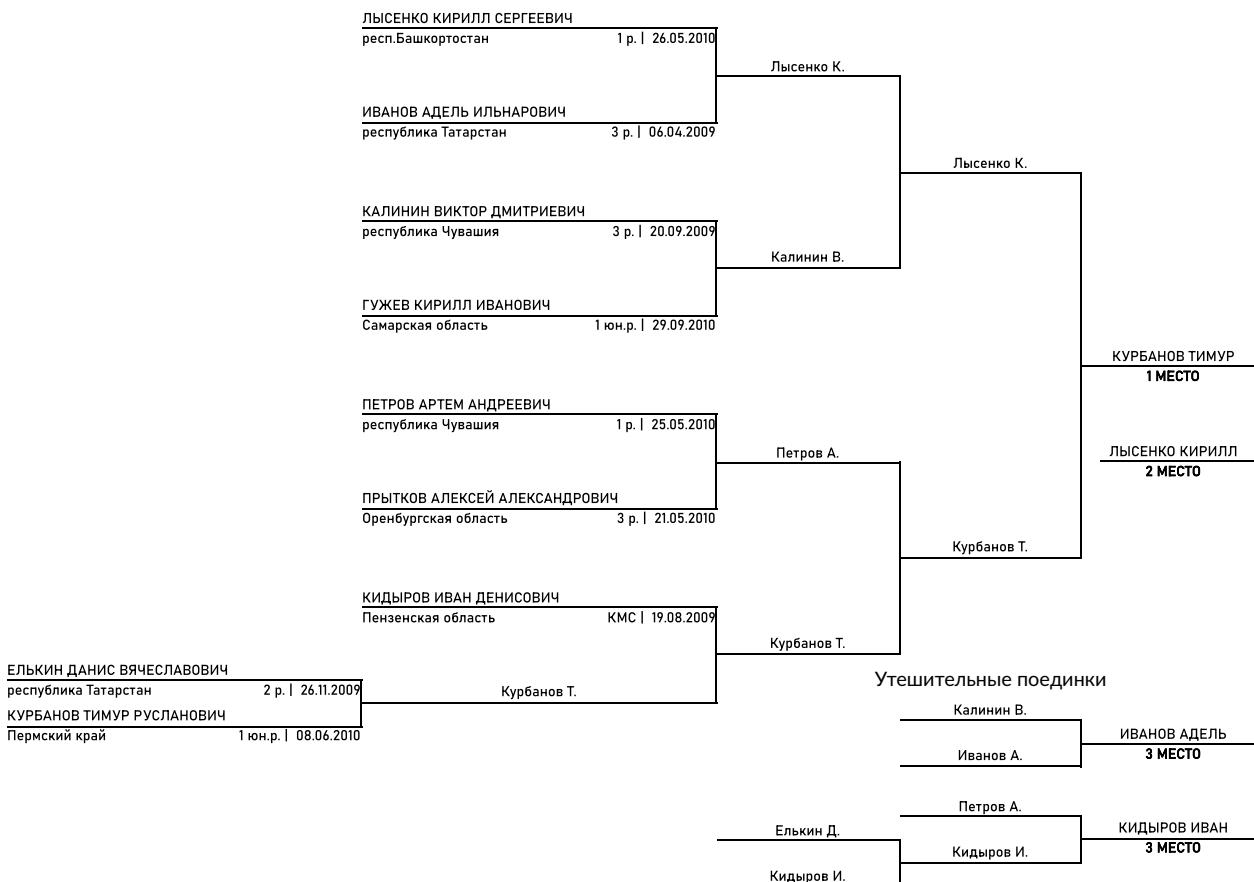 ЛЫСЕНКО КИРИЛЛ СЕРГЕЕВИЧ
респ.Башкортостан 1 р. | 26.05.2010
Лысенко К.
ИВАНОВ АДЕЛЬ ИЛЬНАРОВИЧ
республика Татарстан 3 р. | 06.04.2009
Лысенко К.
КАЛИНИН ВИКТОР ДМИТРИЕВИЧ
республика Чувашия 3 р. | 20.09.2009
Калинин В.
ГУЖЕВ КИРИЛЛ ИВАНОВИЧ
Самарская область 1 юн.р. | 29.09.2010
КУРБАНОВ ТИМУР
1 МЕСТО
ПЕТРОВ АРТЕМ АНДРЕЕВИЧ
республика Чувашия 1 р. | 25.05.2010
Петров А.
ЛЫСЕНКО КИРИЛЛ
2 МЕСТО
ПРЫТКОВ АЛЕКСЕЙ АЛЕКСАНДРОВИЧ
Оренбургская область 3 р. | 21.05.2010
Курбанов Т.
КИДЫРОВ ИВАН ДЕНИСОВИЧ
Пензенская область КМС | 19.08.2009
Курбанов Т.
ЕЛЬКИН ДАНИС ВЯЧЕСЛАВОВИЧ
республика Татарстан 2 р. | 26.11.2009
Курбанов Т.
КУРБАНОВ ТИМУР РУСЛАНОВИЧ
Пермский край 1 юн.р. | 08.06.2010
Утешительные поединки
Калинин В.
ИВАНОВ АДЕЛЬ
3 МЕСТО
Иванов А.
Петров А.
КИДЫРОВ ИВАН
3 МЕСТО
Елькин Д.
Кидыров И.
Кидыров И.